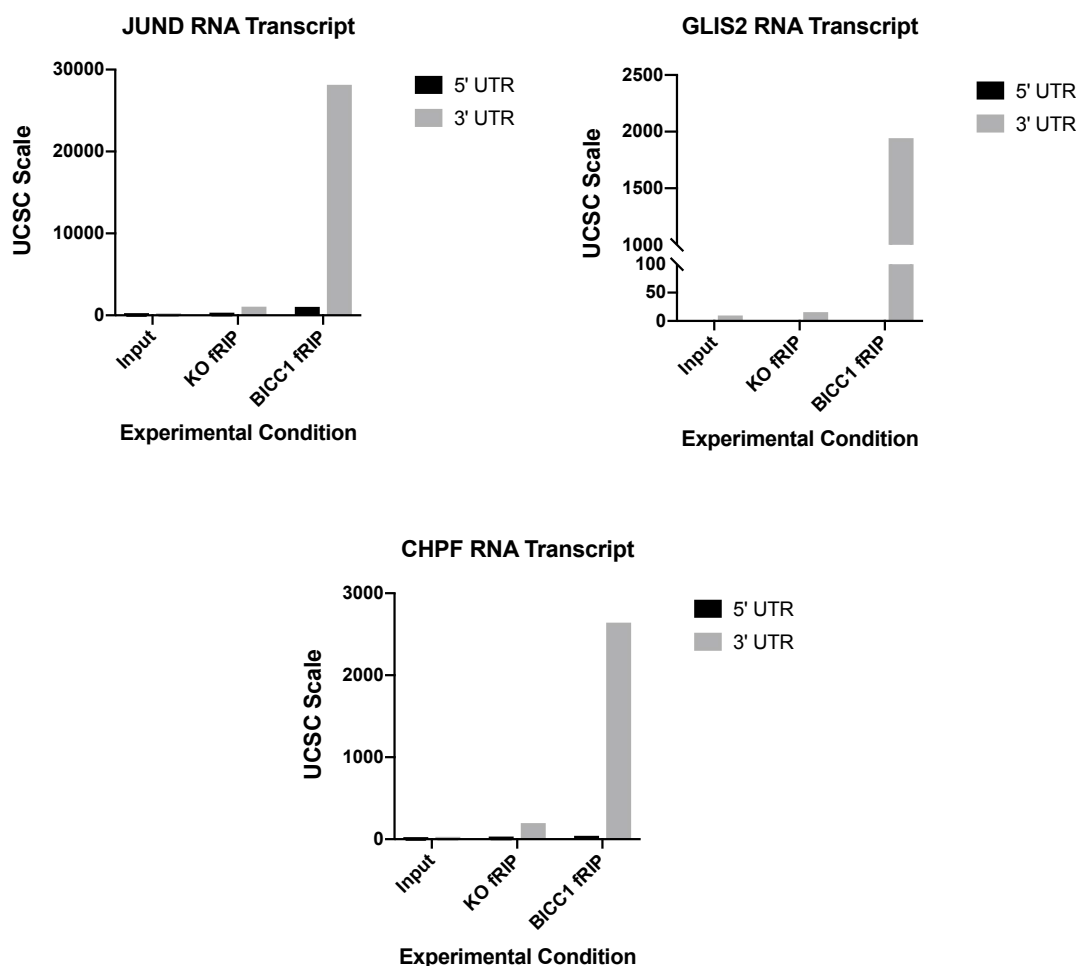 JUND RNA Transcript
30000
20000
10000
0
UCSC Scale
5' UTR
3' UTR
Input
KO fRIP
BICC1 fRIP
Experimental Condition
GLIS2 RNA Transcript
2500
2000
1500
1000
100
50
0
UCSC Scale
5' UTR
3' UTR
Input
KO fRIP
BICC1 fRIP
Experimental Condition
CHPF RNA Transcript
3000
2000
1000
0
UCSC Scale
5' UTR
3' UTR
Input
KO fRIP
BICC1 fRIP
Experimental Condition